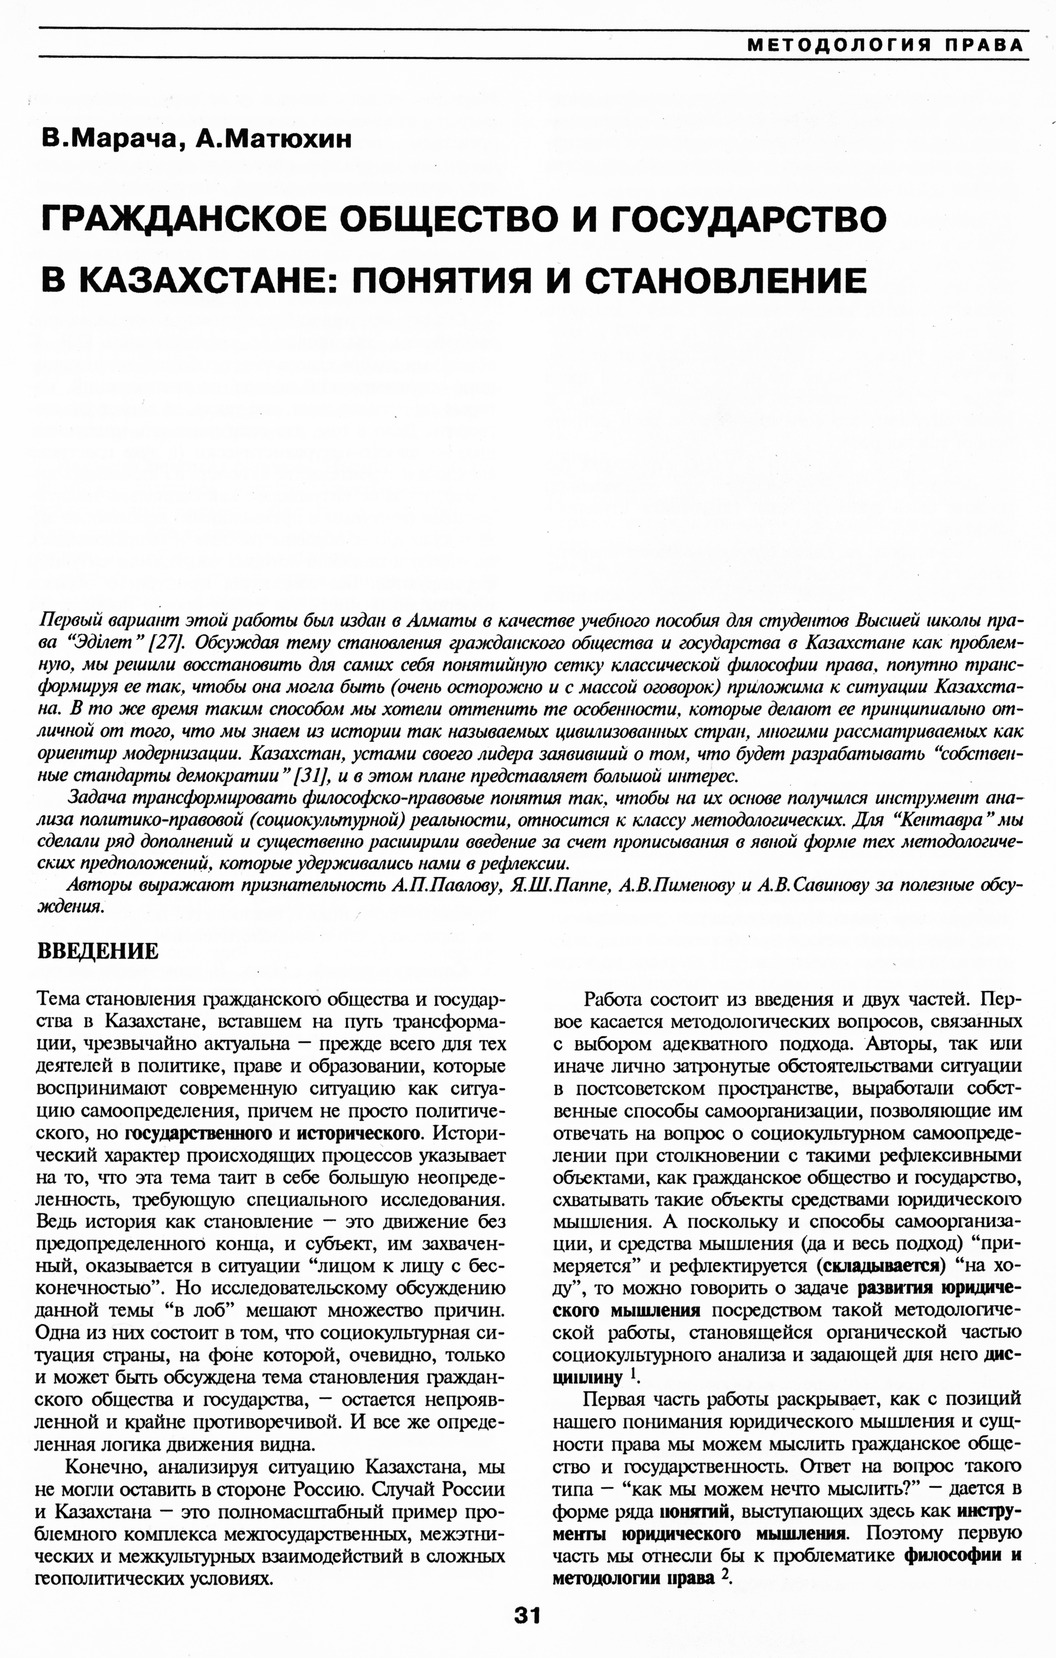 МЕТОДОЛОГИЯ ПРАВА
В.Марача, А.Матюхин
ГРАЖДАНСКОЕ ОБЩЕСТВО И ГОСУДАРСТВО
В КАЗАХСТАНЕ: ПОНЯТИЯ И СТАНОВЛЕНИЕ
Первый вариант этой работы был издан в Алматы в качестве учебного пособия для студентов Высшей школы пра-
ва “Эділет” [27]. Обсуждая тему становления гражданского общества и государства в Казахстане как проблем-
ную, мы решили восстановить для самих себя понятийную сетку классической философии права, попутно транс-
формируя ее так, чтобы она могла быть (очень осторожно и с массой оговорок) приложима к ситуации Казахста-
на. В то же время таким способом мы хотели оттенить те особенности, которые делают ее принципиально от-
личной от того, что мы знаем из истории так называемых цивилизованных стран, многими рассматриваемых как
ориентир модернизации. Казахстан, устами своего лидера заявивший о том, что будет разрабатывать “собствен-
ные стандарты демократии” [31], и в этом плане представляет большой интерес.
Задача трансформировать философско-правовые понятия так, чтобы на их основе получился инструмент ана-
лиза политико-правовой (социокультурной) реальности, относится к классу методологических. Для “Кентавра” мы
сделали ряд дополнений и существенно расширили введение за счет прописывания в явной форме тех методологиче-
ских предположений, которые удерживались нами в рефлексии.
Авторы выражают признательность А.П.Павлову, Я.Ш.Паппе, А.В.Пименову и А.В.Савинову за полезные обсу-
ждения.
ВВЕДЕНИЕ
Тема становления гражданского общества и государ-
ства в Казахстане, вставшем на путь трансформа-
ции, чрезвычайно актуальна — прежде всего для тех
деятелей в политике, праве и образовании, которые
воспринимают современную ситуацию как ситуа-
цию самоопределения, причем не просто политиче-
ского, но государственного и исторического. Истори-
ческий характер происходящих процессов указывает
на то, что эта тема таит в себе большую неопреде-
ленность, требующую специального исследования.
Ведь история как становление — это движение без
предопределенного конца, и субъект, им захвачен-
ный, оказывается в ситуации “лицом к лицу с бес-
конечностью”. Но исследовательскому обсуждению
данной темы “в лоб” мешают множество причин.
Одна из них состоит в том, что социокультурная си-
туация страны, на фоне которой, очевидно, только
и может быть обсуждена тема становления граждан-
ского общества и государства, — остается непрояв-
ленной и крайне противоречивой. И все же опреде-
ленная логика движения видна.
Конечно, анализируя ситуацию Казахстана, мы
не могли оставить в стороне Россию. Случай России
и Казахстана — это полномасштабный пример про-
блемного комплекса межгосударственных, межэтни-
ческих и межкультурных взаимодействий в сложных
геополитических условиях.
Работа состоит из введения и двух частей. Пер-
вое касается методологических вопросов, связанных
с выбором адекватного подхода. Авторы, так или
иначе лично затронутые обстоятельствами ситуации
в постсоветском пространстве, выработали собст-
венные способы самоорганизации, позволяющие им
отвечать на вопрос о социокультурном самоопреде-
лении при столкновении с такими рефлексивными
объектами, как гражданское общество и государство,
схватывать такие объекты средствами юридического
мышления. А поскольку и способы самоорганиза-
ции, и средства мышления (да и весь подход) “при-
меряется” и рефлектируется (складывается) “на хо-
ду”, то можно говорить о задаче развития юридиче-
ского мышления посредством такой методологиче-
ской работы, становящейся органической частью
социокультурного анализа и задающей для него дис-
циплину 1.
Первая часть работы раскрывает, как с позиций
нашего понимания юридического мышления и сущ-
ности права мы можем мыслить гражданское обще-
ство и государственность. Ответ на вопрос такого
типа — “как мы можем нечто мыслить?” — дается в
форме ряда понятий, выступающих здесь как инстру-
менты юридического мышления. Поэтому первую
часть мы отнесли бы к проблематике философии и
методологии права 2.
31